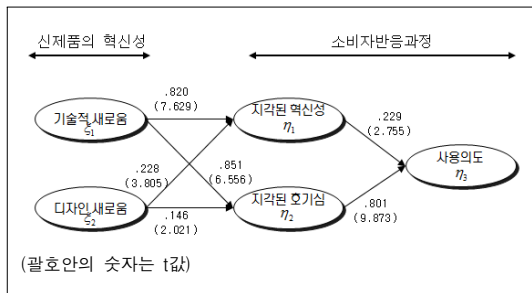 신제품의 혁신성
소비자반응과정
.820
(7.629)
기술적 새로움
ξ1
지각된 혁신성
η1
.229
(2.755)
.228
(3.805)
.851
(6.556)
사용의도
η3
디자인 새로움
ξ2
.146
(2.021)
지각된 호기심
η2
.801
(9.873)
(괄호안의 숫자는 t값)